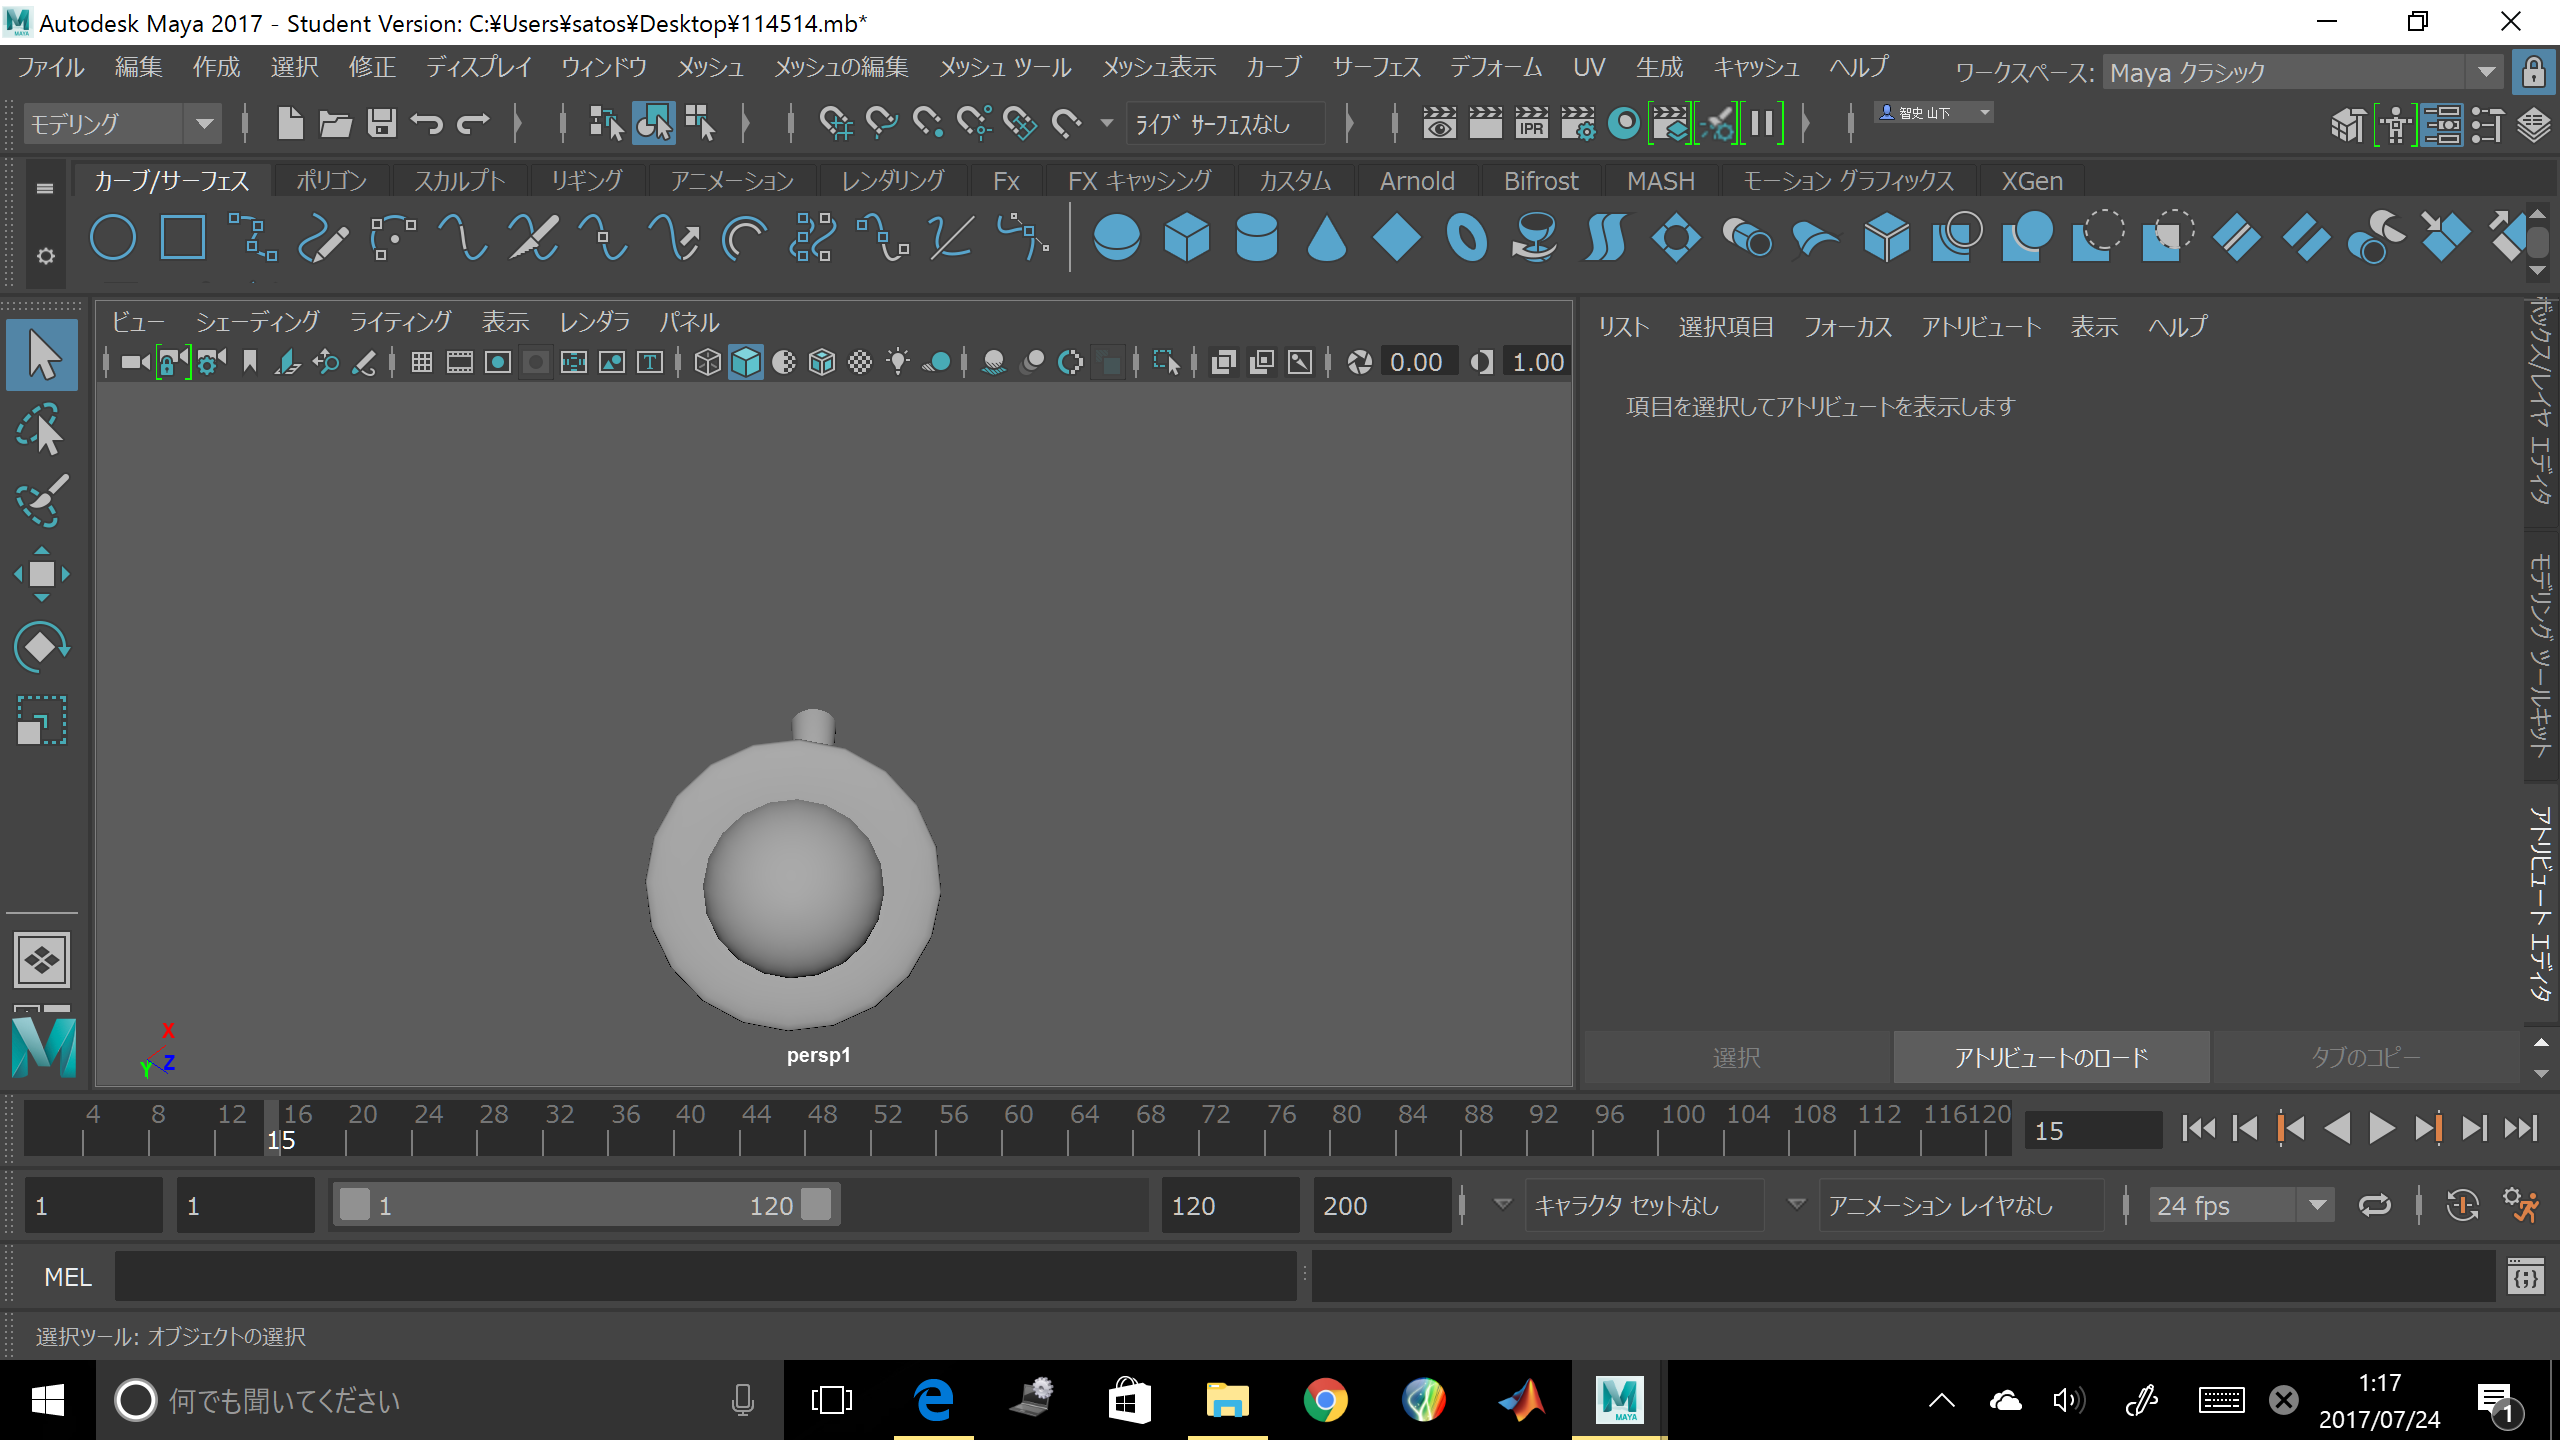 Autodesk Maya 2017 - Student Version: C:¥Users¥satos¥Desktop¥114514.mb*
ファイル 編集 作成 選択 修正 ディスプレイ ウィンドウ メッシュ メッシュの編集 メッシュ ツール メッシュ表示 カーブ サーフェス デフォーム UV 生成 キャッシュ ヘルプ ワークスペース: Maya クラシック
モデリング ライブ サーフェスなし IPR 智史 山下
カーブ/サーフェス ポリゴン スカルプト リギング アニメーション レンダリング Fx FX キャッシング カスタム Arnold Bifrost MASH モーション グラフィックス XGen
ビュー シェーディング ライティング 表示 レンダラ パネル
0.00 1.00
リスト 選択項目 フォーカス アトリビュート 表示 ヘルプ
項目を選択してアトリビュートを表示します
ボックス/レイヤ エディタ
モデリング ツールキット
アトリビュート エディタ
X
Y Z
persp1
選択 アトリビュートのロード タブのコピー
MAYA
4 8 12 16 20 24 28 32 36 40 44 48 52 56 60 64 68 72 76 80 84 88 92 96 100 104 108 112 116 120
15 15
1 1 1 120 120 200 キャラクタ セットなし アニメーション レイヤなし 24 fps
MEL
選択ツール: オブジェクトの選択
何でも聞いてください
MAYA
1:17
2017/07/24
1